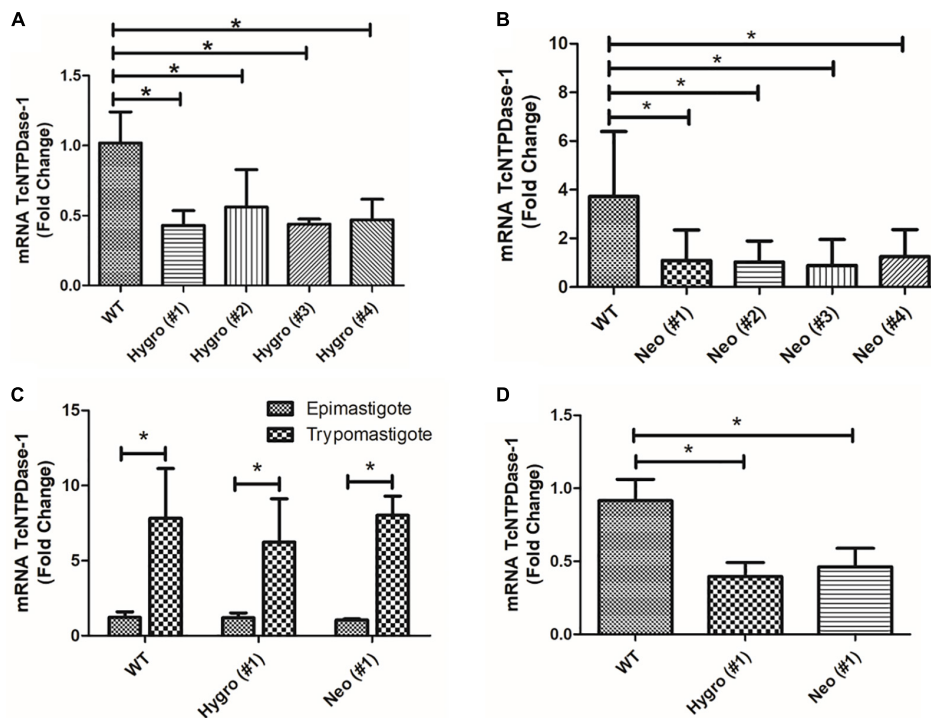 A
mRNA TcNTPDase-1
(Fold Change)
1.5
1.0
0.5
0.0
*
*
*
*
WT
Hygro (#1)
Hygro (#2)
Hygro (#3)
Hygro (#4)
B
mRNA TcNTPDase-1
(Fold Change)
10
8
6
4
2
0
*
*
*
*
WT
Neo (#1)
Neo (#2)
Neo (#3)
Neo (#4)
C
mRNA TcNTPDase-1
(Fold Change)
15
10
5
0
Epimastigote
Trypomastigote
*
*
*
WT
Hygro (#1)
Neo (#1)
D
mRNA TcNTPDase-1
(Fold Change)
1.5
1.0
0.5
0.0
*
*
WT
Hygro (#1)
Neo (#1)